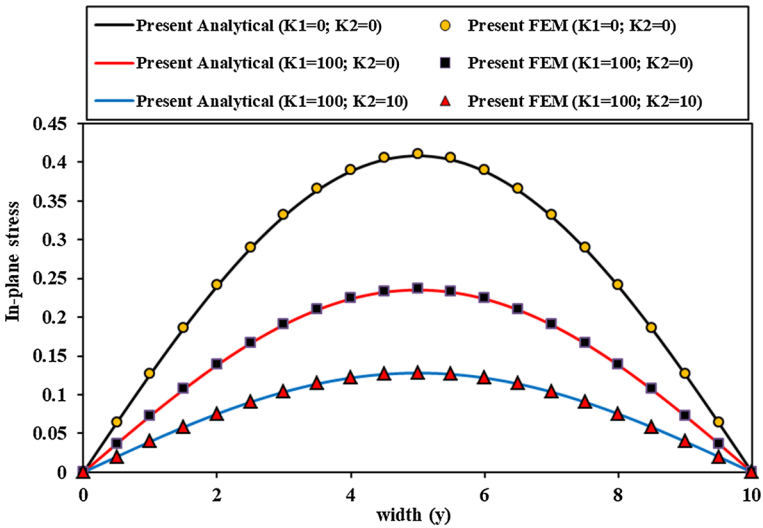 Present Analytical (K1=0; K2=0)
Present FEM (K1=0; K2=0)
Present Analytical (K1=100; K2=0)
Present FEM (K1=100; K2=0)
Present Analytical (K1=100; K2=10)
Present FEM (K1=100; K2=10)
0.45
0.4
0.35
0.3
0.25
0.2
0.15
0.1
0.05
0
In-plane stress
0 2 4 6 8 10
width (y)